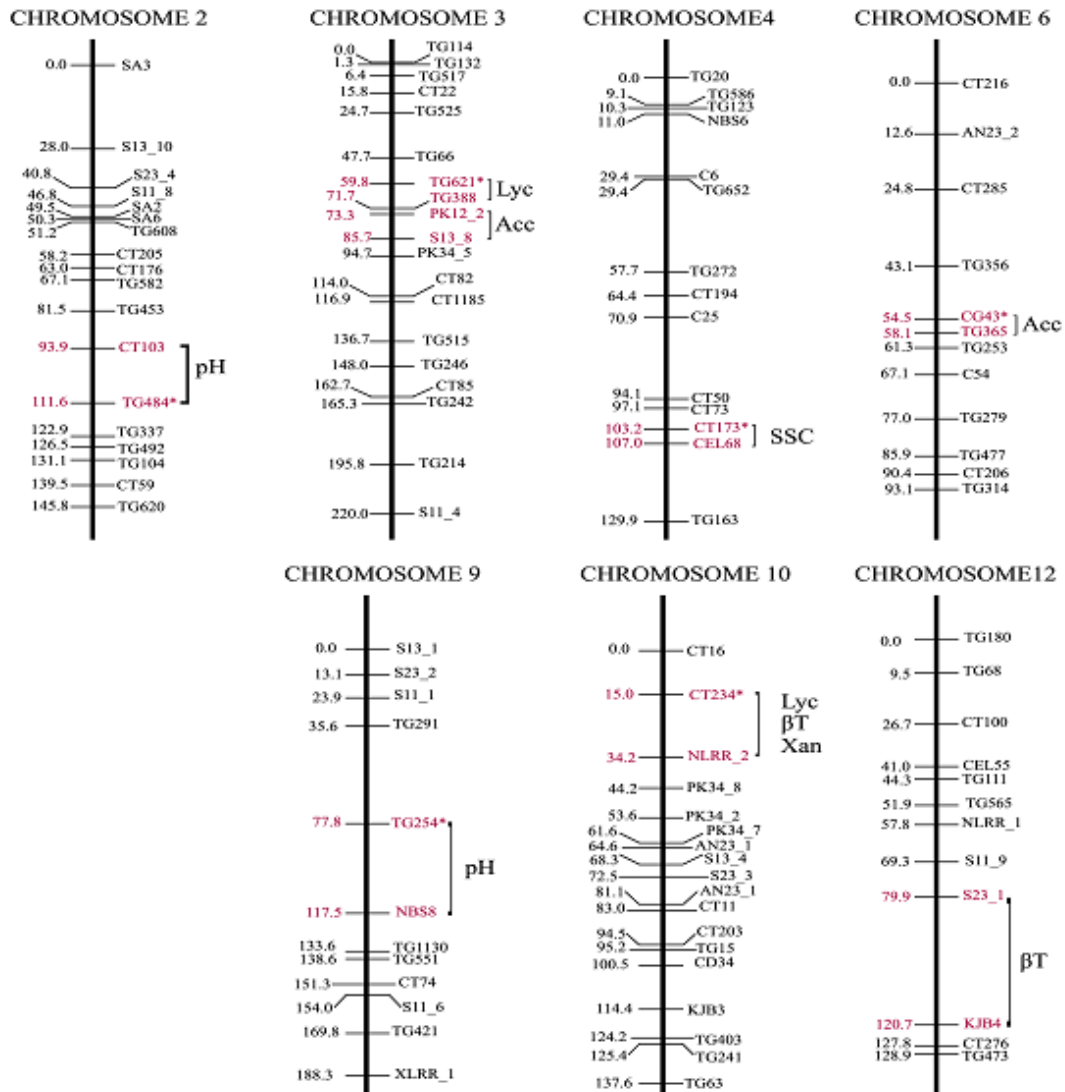 CHROMOSOME 2
0.0 SA3
28.0 S13_10
40.8 S23_4
46.8 S11_8
49.5 SA2
50.3 SA6
51.2 TG608
58.2 CT205
63.0 CT176
67.1 TG582
81.5 TG453
93.9 CT103
pH
111.6 TG484*
122.9 TG337
126.5 TG492
131.1 TG104
139.5 CT59
145.8 TG620
CHROMOSOME 3
0.0 TG114
1.3 TG132
6.4 TG517
15.8 CT22
24.7 TG525
47.7 TG66
59.8 TG621*
Lyc
71.7 TG388
73.3 PK12_2
Acc
85.7 S13_8
94.7 PK34_5
114.0 CT82
116.9 CT1185
136.7 TG515
148.0 TG246
162.7 CT85
165.3 TG242
195.8 TG214
220.0 S11_4
CHROMOSOME4
0.0 TG20
9.1 TG586
10.3 TG123
11.0 NBS6
29.4 C6
29.4 TG652
57.7 TG272
64.4 CT194
70.9 C25
94.1 CT50
97.1 CT73
103.2 CT173*
SSC
107.0 CEL68
129.9 TG163
CHROMOSOME 6
0.0 CT216
12.6 AN23_2
24.8 CT285
43.1 TG356
54.5 CG43*
Acc
58.1 TG365
61.3 TG253
67.1 C54
77.0 TG279
85.9 TG477
90.4 CT206
93.1 TG314
CHROMOSOME 9
0.0 S13_1
13.1 S23_2
23.9 S11_1
35.6 TG291
77.8 TG254*
pH
117.5 NBS8
133.6 TG1130
138.6 TG551
151.3 CT74
154.0 S11_6
169.8 TG421
188.3 XLRR_1
CHROMOSOME 10
0.0 CT16
15.0 CT234*
Lyc
βT
Xan
34.2 NLRR_2
44.2 PK34_8
53.6 PK34_2
61.6 PK34_7
64.6 AN23_1
68.3 S13_4
72.5 S23_3
81.1 AN23_1
83.0 CT11
94.5 CT203
95.2 TG15
100.5 CD34
114.4 KJB3
124.2 TG403
125.4 TG241
137.6 TG63
CHROMOSOME12
0.0 TG180
9.5 TG68
26.7 CT100
41.0 CEL55
44.3 TG111
51.9 TG565
57.8 NLRR_1
69.3 S11_9
79.9 S23_1
βT
120.7 KJB4
127.8 CT276
128.9 TG473